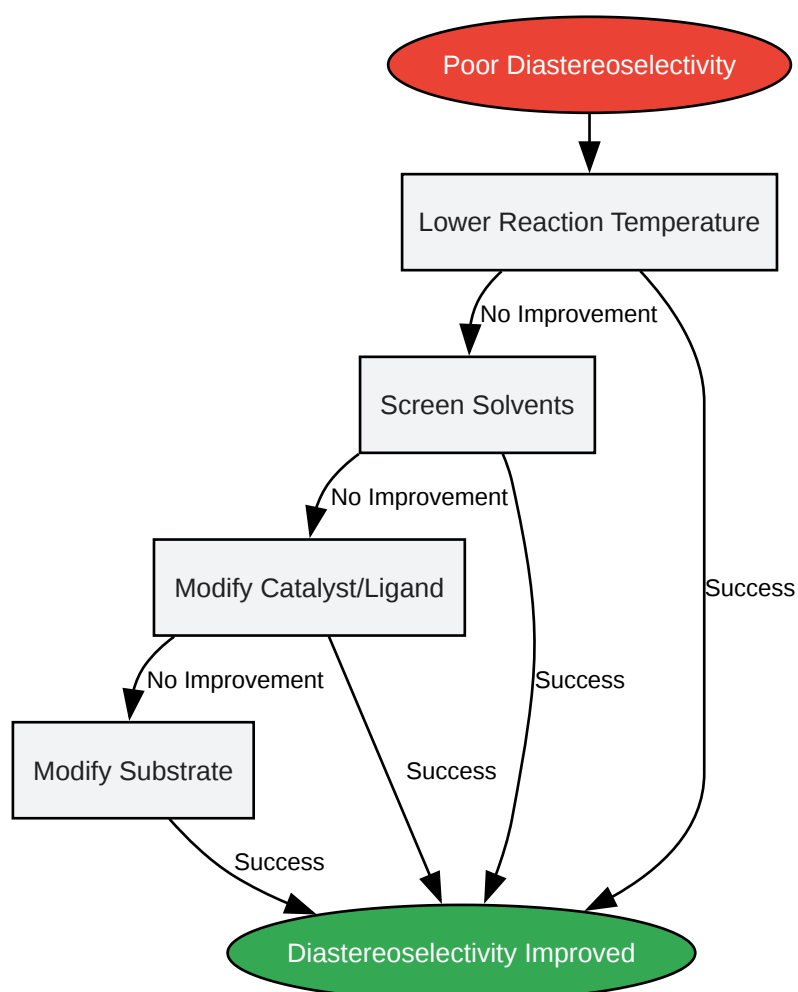 Poor Diastereoselectivity
Lower Reaction Temperature
No Improvement
Screen Solvents
No Improvement
Modify Catalyst/Ligand
Success
No Improvement
Success
Modify Substrate
Success
Success
Diastereoselectivity Improved